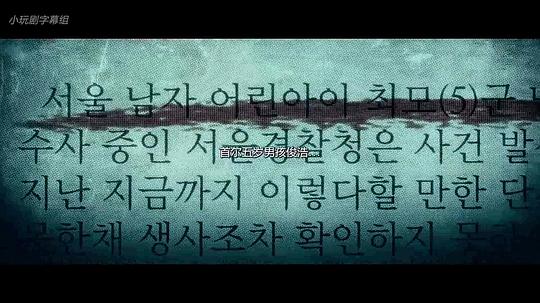 小玩剧字幕组
서울 남자 어린아이 최모(5)군
수사 중인 서울경찰청은 사건 발
首尔五岁男孩俊浩...
지난 지금까지 이렇다할 만한 단
못한채 생사조차 확인하지 못한